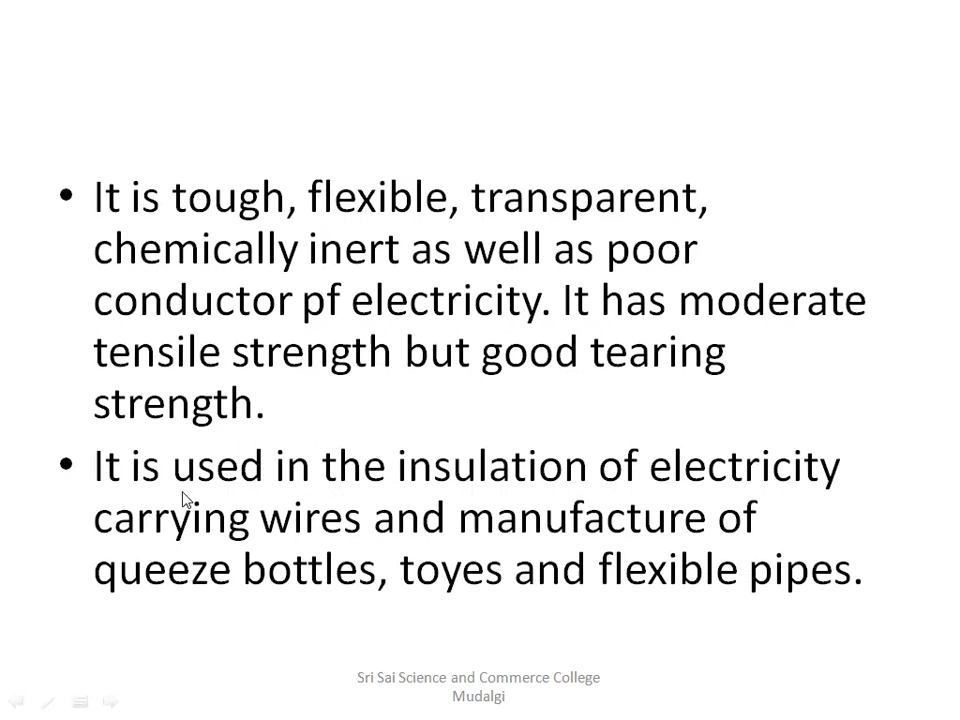 • It is tough, flexible, transparent,
chemically inert as well as poor
conductor pf electricity. It has moderate
tensile strength but good tearing
strength.
• It is used in the insulation of electricity
carrying wires and manufacture of
queeze bottles, toyes and flexible pipes.
Sri Sai Science and Commerce College
Mudalgi